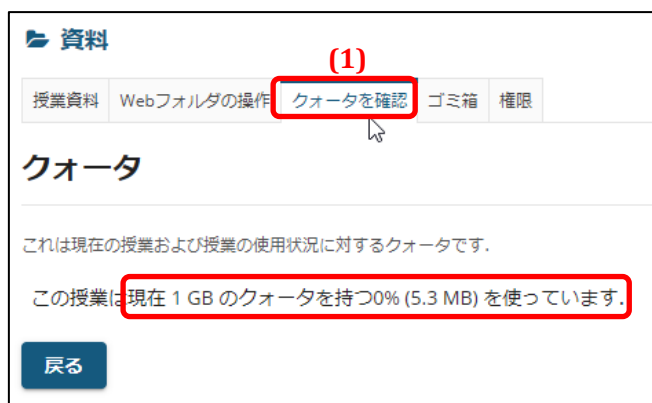 資料
(1)
授業資料 Webフォルダの操作 クォータを確認 ゴミ箱 権限
クォータ
これは現在の授業および授業の使用状況に対するクォータです.
この授業は現在 1 GB のクォータを持つ0% (5.3 MB) を使っています.
戻る